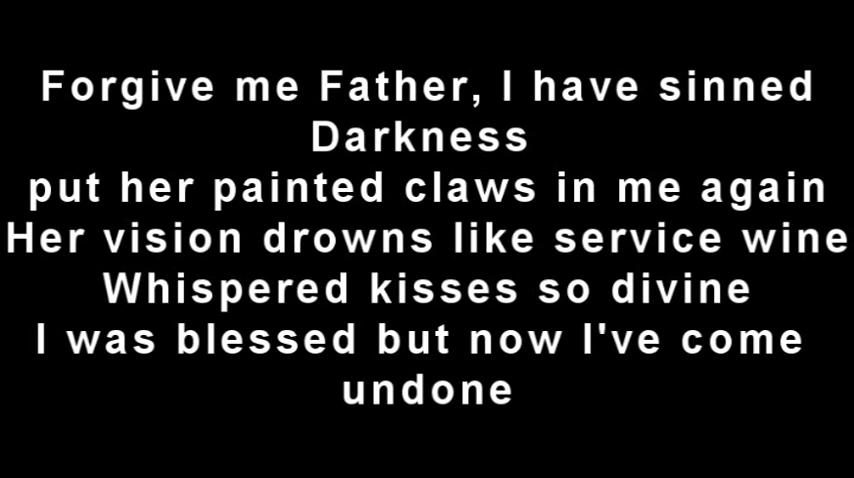 Forgive me Father, I have sinned
Darkness
put her painted claws in me again
Her vision drowns like service wine
Whispered kisses so divine
I was blessed but now I've come
undone